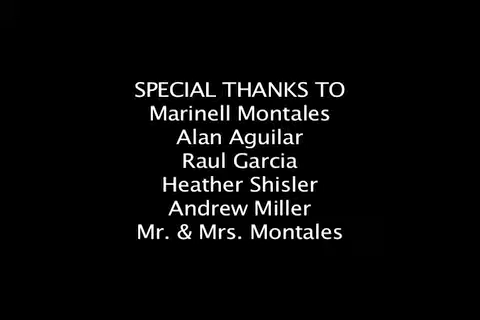 SPECIAL THANKS TO
Marinell Montales
Alan Aguilar
Raul Garcia
Heather Shisler
Andrew Miller
Mr. & Mrs. Montales